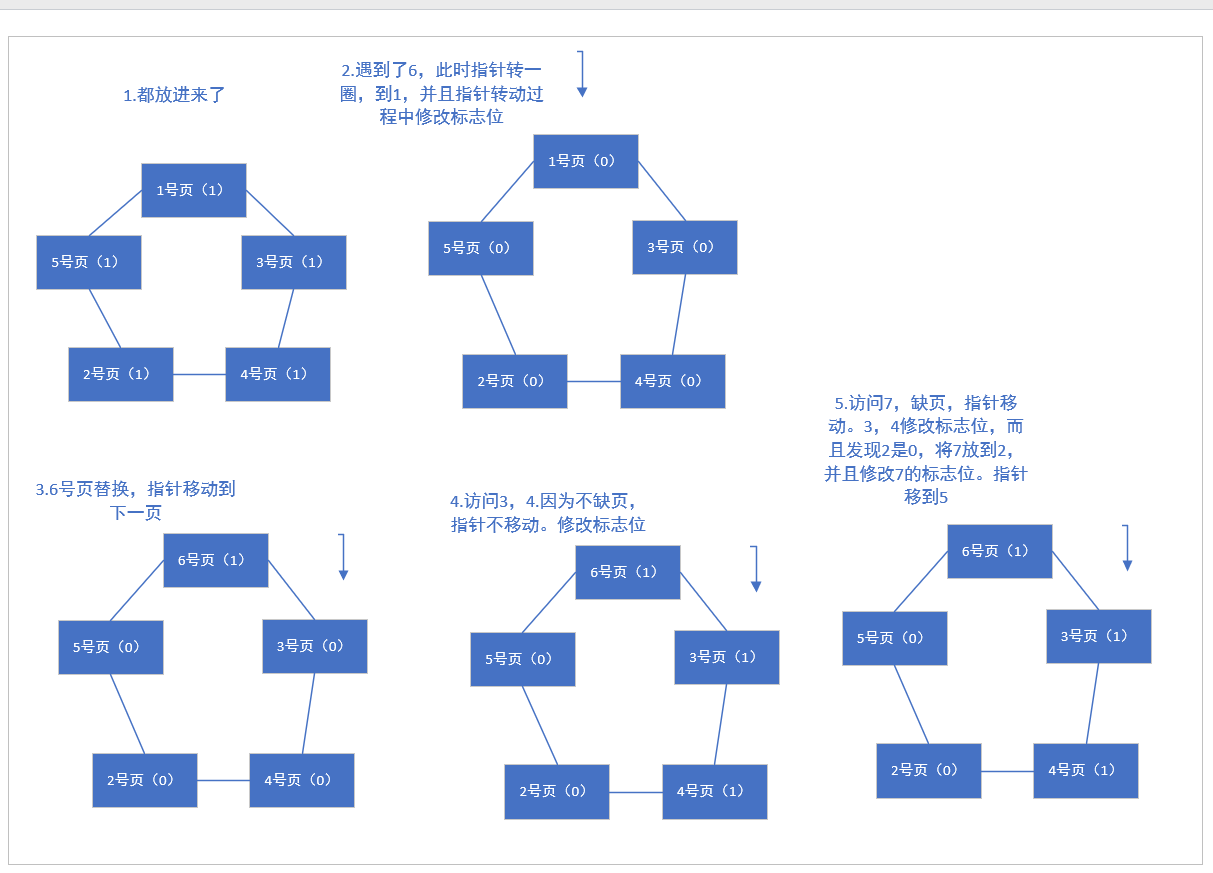 1.都放进来了
1号页（1）
5号页（1）
3号页（1）
2号页（1）
4号页（1）
2.遇到了6，此时指针转一
圈，到1，并且指针转动过
程中修改标志位
1号页（0）
5号页（0）
3号页（0）
2号页（0）
4号页（0）
3.6号页替换，指针移动到
下一页
6号页（1）
5号页（0）
3号页（0）
2号页（0）
4号页（0）
4.访问3，4.因为不缺页，
指针不移动。修改标志位
6号页（1）
5号页（0）
3号页（1）
2号页（0）
4号页（1）
5.访问7，缺页，指针移
动。3，4修改标志位，而
且发现2是0，将7放到2，
并且修改7的标志位。指针
移到5
6号页（1）
5号页（0）
3号页（1）
2号页（0）
4号页（1）